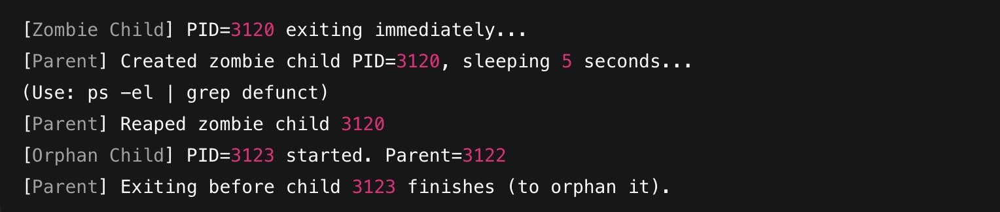 [Zombie Child] PID=3120 exiting immediately...
[Parent] Created zombie child PID=3120, sleeping 5 seconds...
(Use: ps -el | grep defunct)
[Parent] Reaped zombie child 3120
[Orphan Child] PID=3123 started. Parent=3122
[Parent] Exiting before child 3123 finishes (to orphan it).